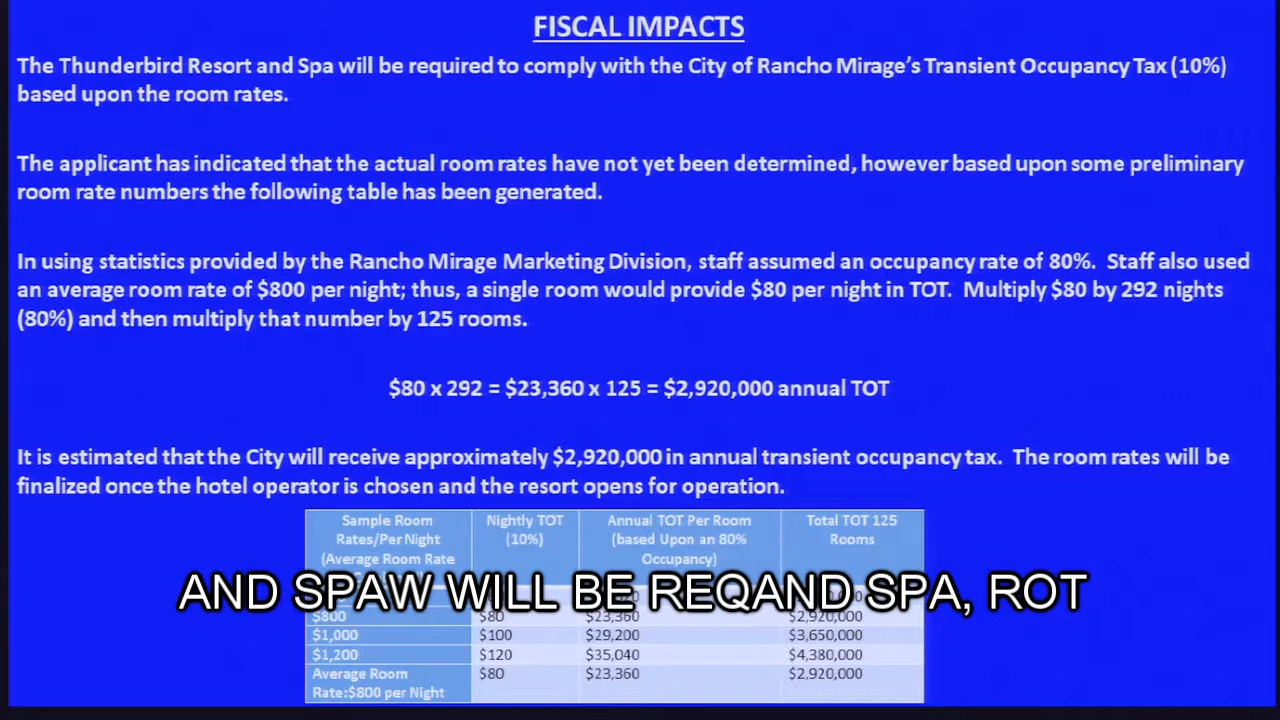 FISCAL IMPACTS
The Thunderbird Resort and Spa will be required to comply with the City of Rancho Mirage's Transient Occupancy Tax (10%)
based upon the room rates.
The applicant has indicated that the actual room rates have not yet been determined, however based upon some preliminary
room rate numbers the following table has been generated.
In using statistics provided by the Rancho Mirage Marketing Division, staff assumed an occupancy rate of 80%. Staff also used
an average room rate of $800 per night; thus, a single room would provide $80 per night in TOT. Multiply $80 by 292 nights
(80%) and then multiply that number by 125 rooms.
$80 x 292 = $23,360 x 125 = $2,920,000 annual TOT
It is estimated that the City will receive approximately $2,920,000 in annual transient occupancy tax. The room rates will be
finalized once the hotel operator is chosen and the resort opens for operation.
Sample Room Nightly TOT Annual TOT Per Room Total TOT 125
Rates/Per Night (10%) (based Upon an 80% Rooms
(Average Room Rate Occupancy)
AND SPAW WILL BE REQAND SPA, ROT
$800 $80 $23,360 $2,920,000
$1,000 $100 $29,200 $3,650,000
$1,200 $120 $35,040 $4,380,000
Average Room $80 $23,360 $2,920,000
Rate:$800 per Night